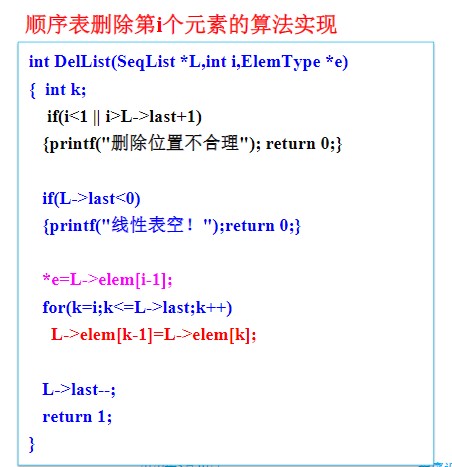 顺序表删除第i个元素的算法实现
int DelList(SeqList *L,int i,ElemType *e)
{ int k;
if(i<1 || i>L->last+1)
{printf("删除位置不合理"); return 0;}
if(L->last<0)
{printf("线性表空！");return 0;}
*e=L->elem[i-1];
for(k=i;k<=L->last;k++)
L->elem[k-1]=L->elem[k];
L->last--;
return 1;
}